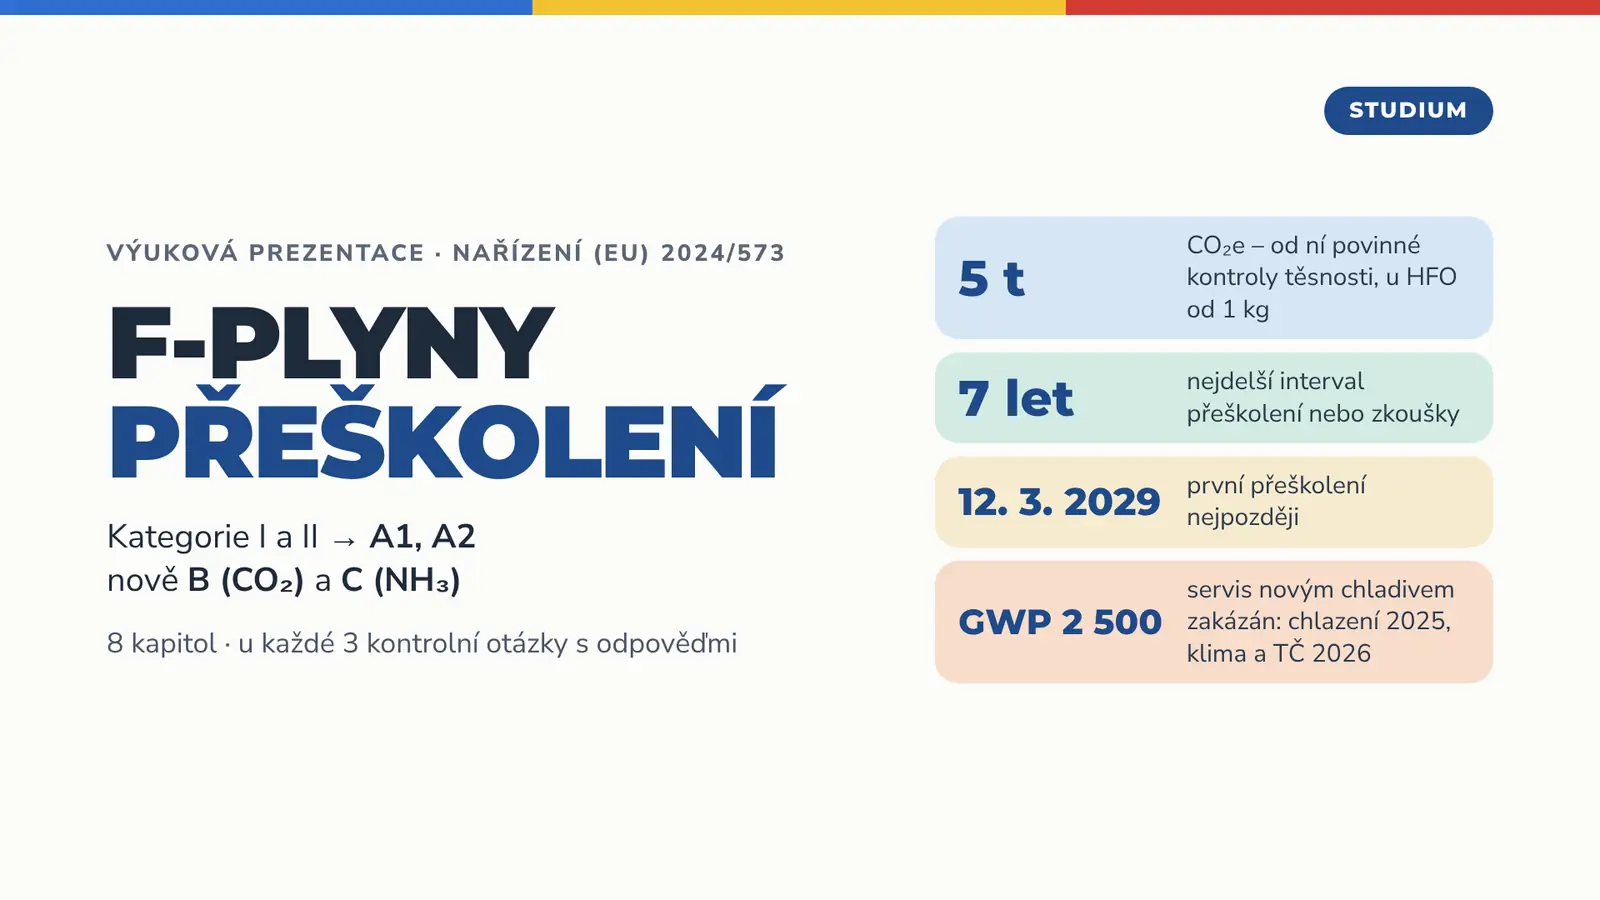 STUDIUM
VÝUKOVÁ PREZENTACE · NAŘÍZENÍ (EU) 2024/573
F-PLYNY
PŘEŠKOLENÍ
Kategorie I a II → A1, A2
nově B (CO₂) a C (NH₃)
8 kapitol · u každé 3 kontrolní otázky s odpověďmi
5 t
CO₂e – od ní povinné
kontroly těsnosti, u HFO
od 1 kg
7 let
nejdelší interval
přeškolení nebo zkoušky
12. 3. 2029
první přeškolení
nejpozději
GWP 2 500
servis novým chladivem
zakázán: chlazení 2025,
klima a TČ 2026